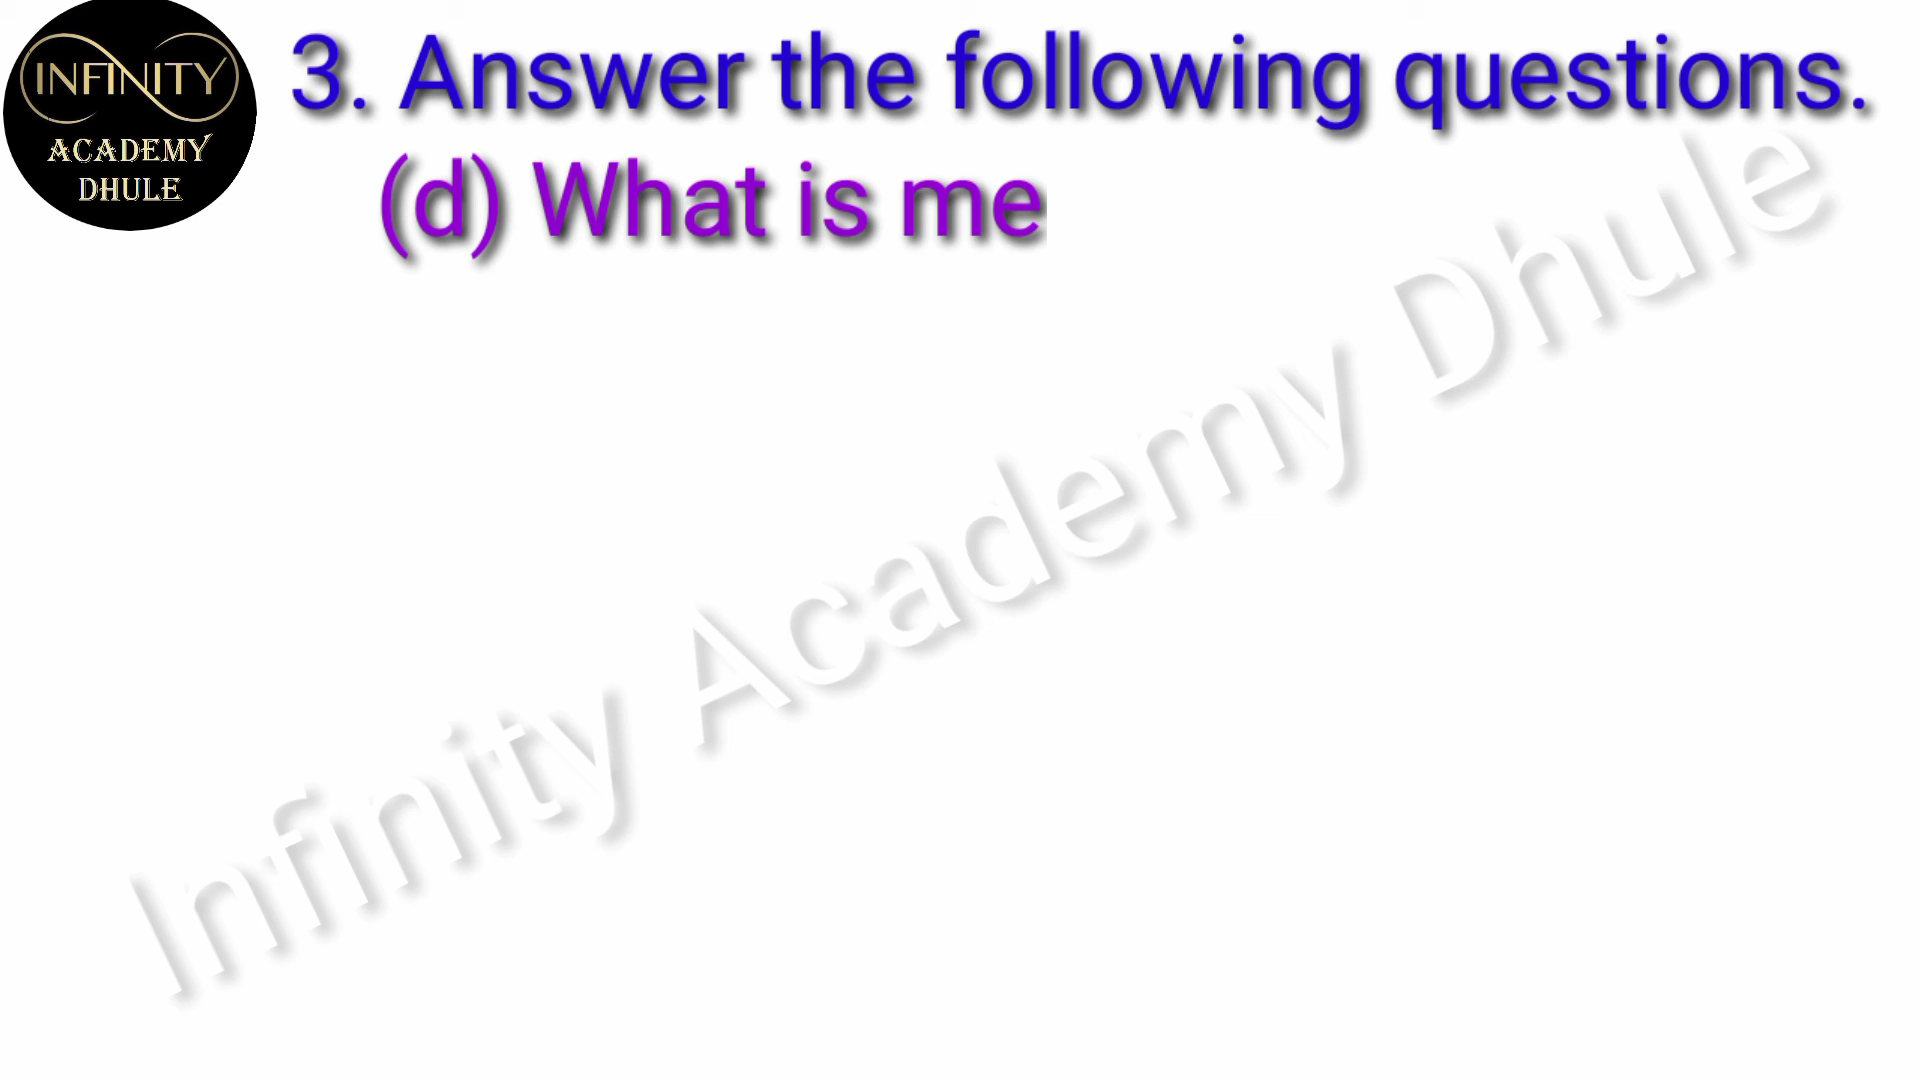 INFINITY
ACADEMY
DHULE
3. Answer the following questions.
(d) What is me
Infinity Academy Dhule